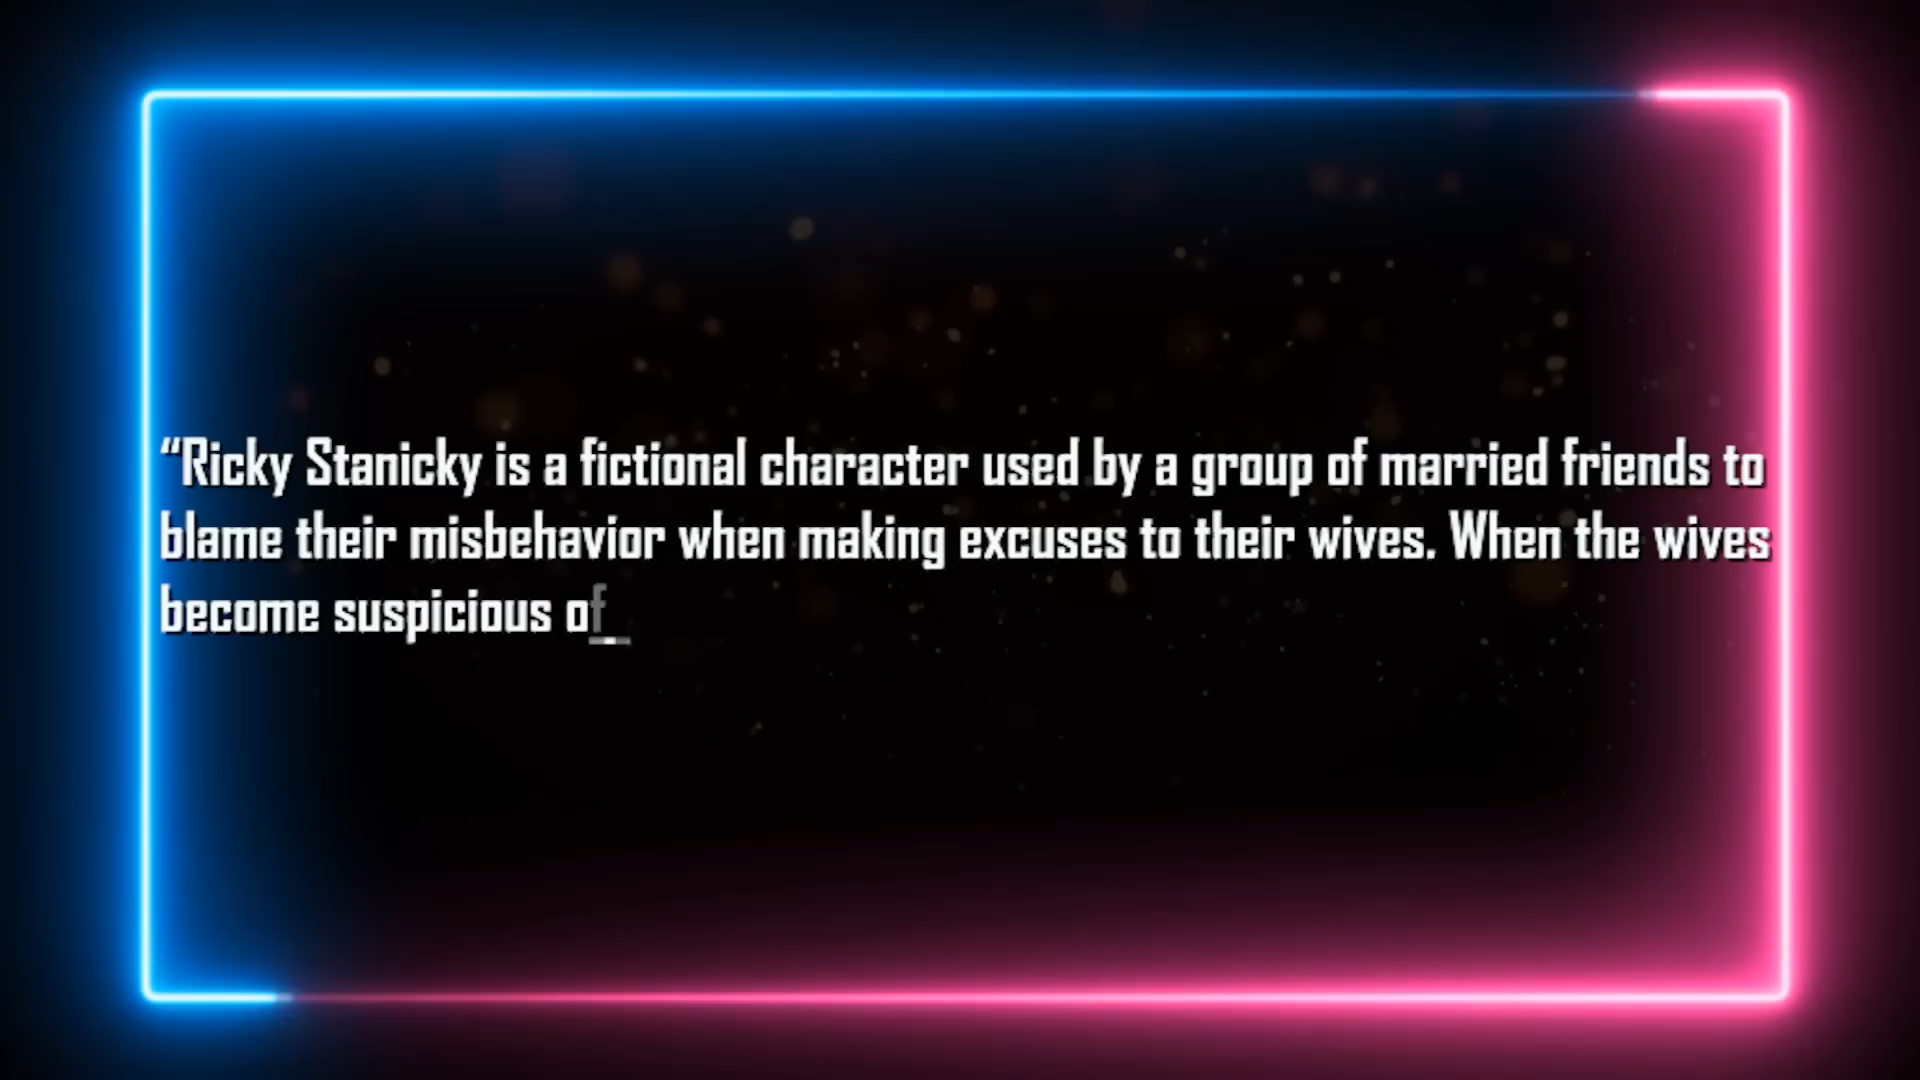 “Ricky Stanicky is a fictional character used by a group of married friends to
blame their misbehavior when making excuses to their wives. When the wives
become suspicious of_